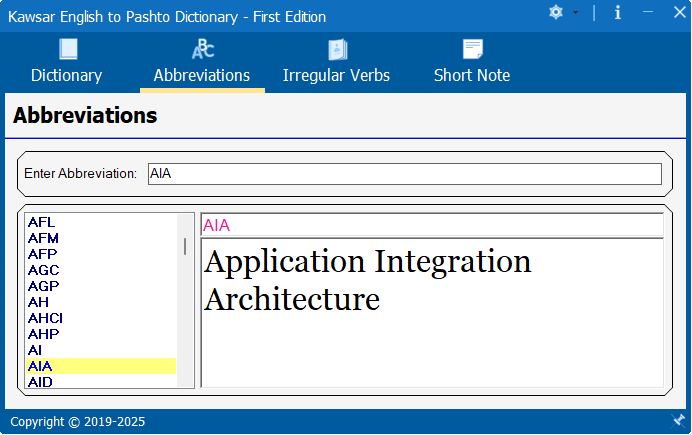 Kawsar English to Pashto Dictionary - First Edition
Dictionary
Abbreviations
Irregular Verbs
Short Note
Abbreviations
Enter Abbreviation: AIA
AFL
AFM
AFP
AGC
AGP
AH
AHCI
AHP
AI
AIA
AID
AIA
Application Integration
Architecture
Copyright © 2019-2025